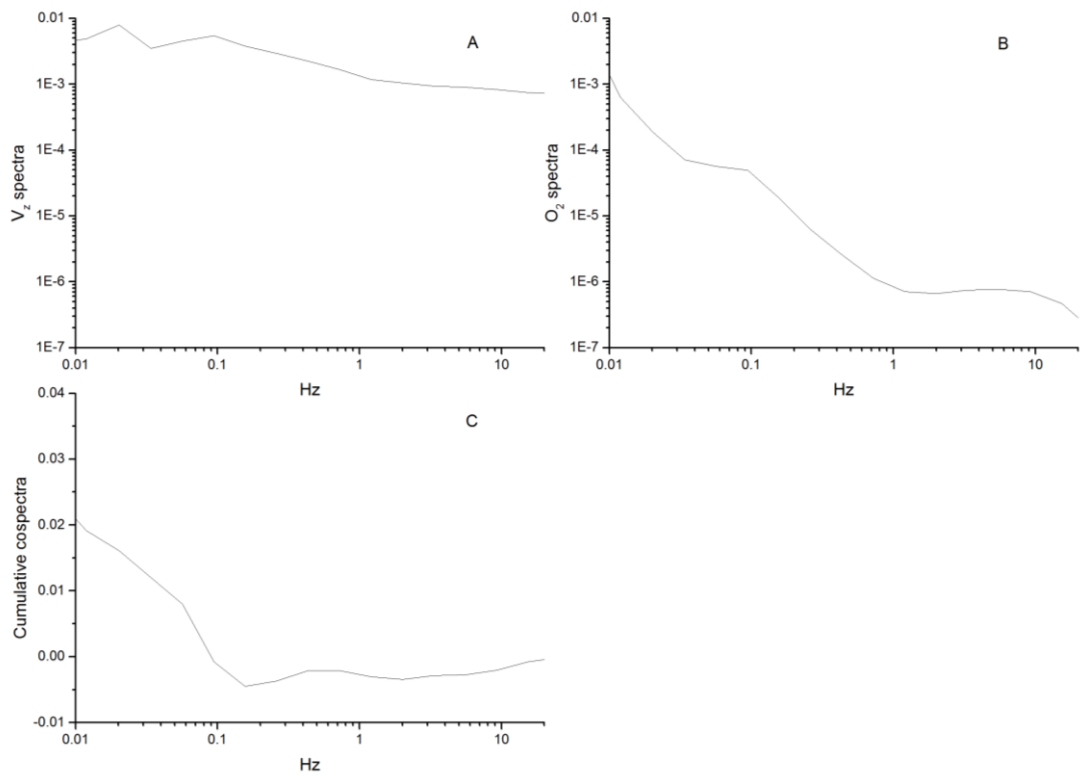 0.01
1E-3
1E-4
1E-5
1E-6
1E-7
Vz spectra
A
0.01 0.1 1 10
Hz
0.01
1E-3
1E-4
1E-5
1E-6
1E-7
O2 spectra
B
0.01 0.1 1 10
Hz
0.04
0.03
0.02
0.01
0.00
-0.01
Cumulative cospectra
C
0.01 0.1 1 10
Hz